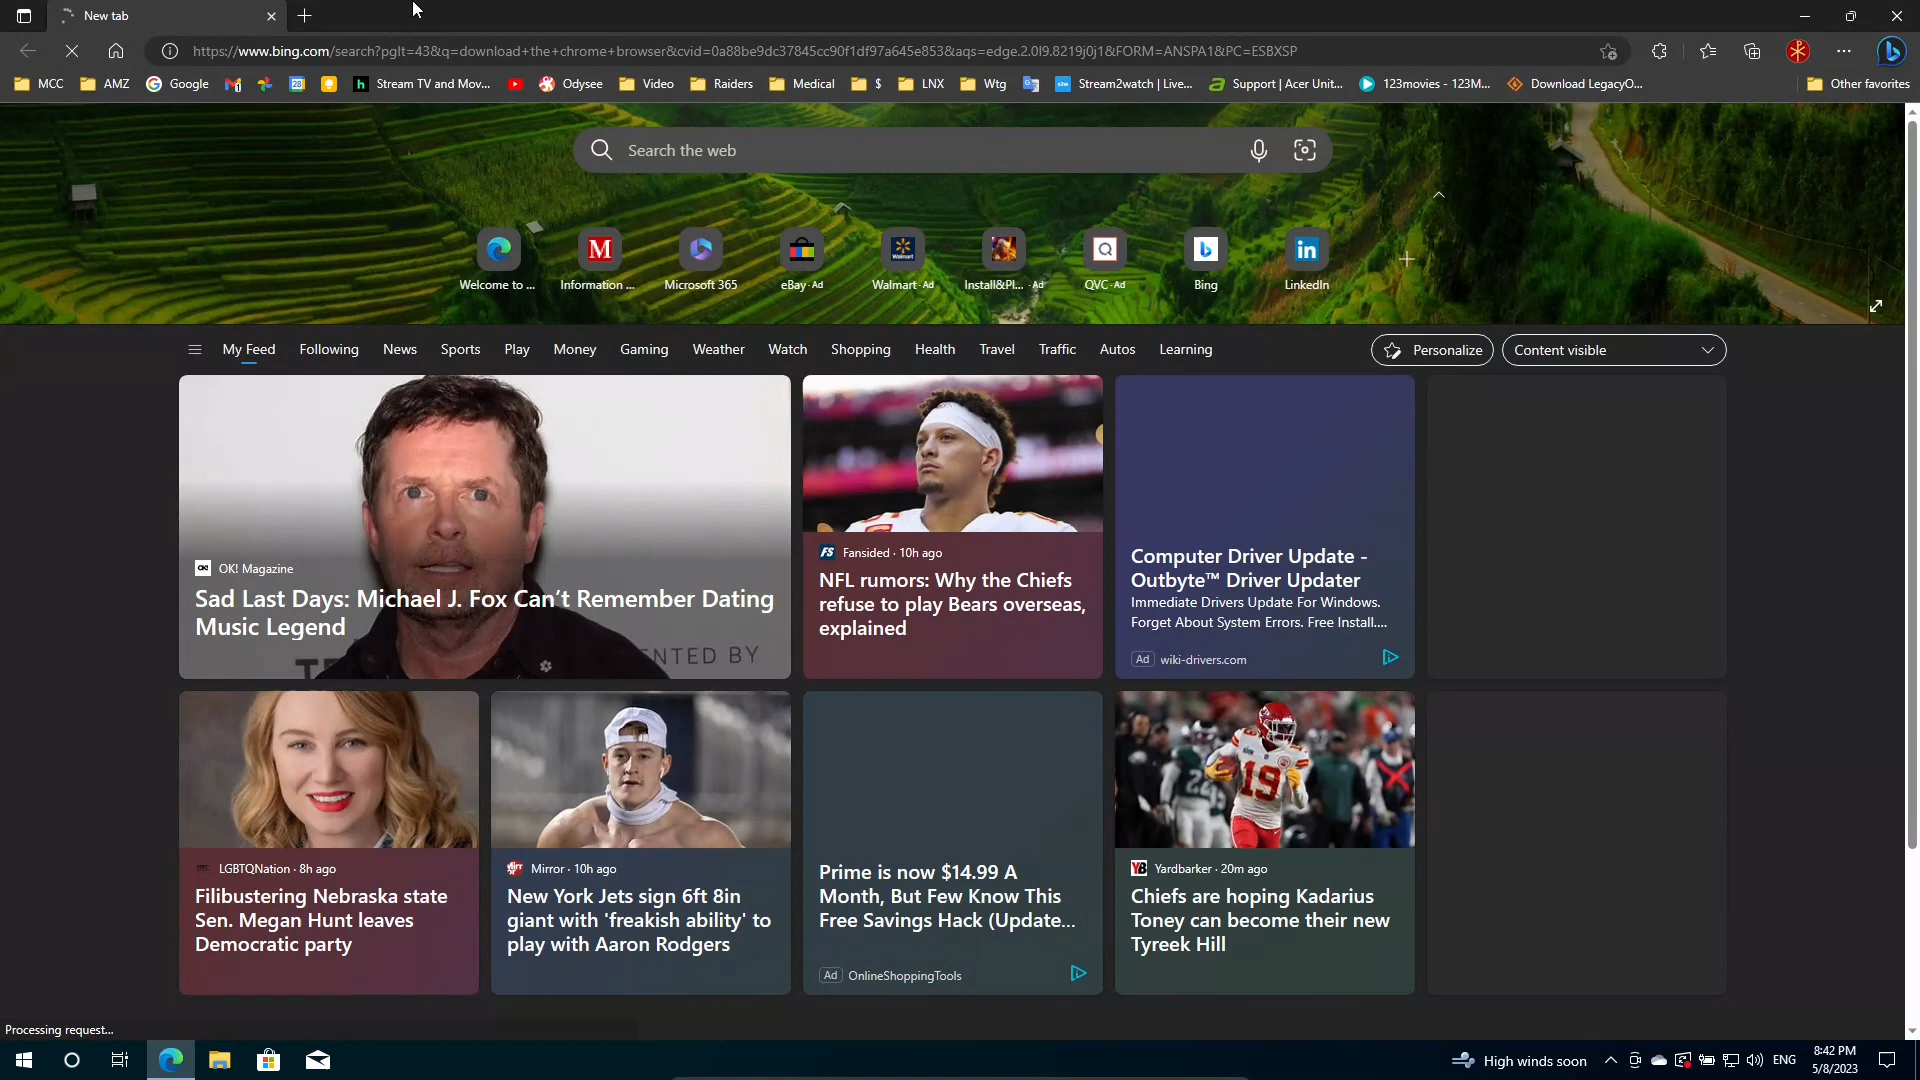 New tab
https://www.bing.com/search?pglt=43&q=download+the+chrome+browser&cvid=0a88be9dc37845cc90f1df97a645e853&aqs=edge.2.0l9.8219j0j1&FORM=ANSPA1&PC=ESBXSP
MCC AMZ Google 28 h Stream TV and Mov... Odysee Video Raiders Medical $ LNX Wtg Stream2watch | Live... Support | Acer Unit... 123movies - 123M... Download LegacyO... Other favorites
Search the web
Welcome to ... Information ... Microsoft 365 eBay · Ad Walmart · Ad Install&Pl... · Ad QVC · Ad Bing LinkedIn
My Feed Following News Sports Play Money Gaming Weather Watch Shopping Health Travel Traffic Autos Learning Personalize Content visible
OK! Magazine
Sad Last Days: Michael J. Fox Can't Remember Dating
Music Legend
NTED BY
FS Fansided · 10h ago
NFL rumors: Why the Chiefs
refuse to play Bears overseas,
explained
Computer Driver Update -
Outbyte™ Driver Updater
Immediate Drivers Update For Windows.
Forget About System Errors. Free Install....
Ad wiki-drivers.com
LGBTQNation · 8h ago
Filibustering Nebraska state
Sen. Megan Hunt leaves
Democratic party
Mirror · 10h ago
New York Jets sign 6ft 8in
giant with 'freakish ability' to
play with Aaron Rodgers
Prime is now $14.99 A
Month, But Few Know This
Free Savings Hack (Update...
Ad OnlineShoppingTools
19
YB Yardbarker · 20m ago
Chiefs are hoping Kadarius
Toney can become their new
Tyreek Hill
Processing request...
High winds soon ENG 8:42 PM
5/8/2023